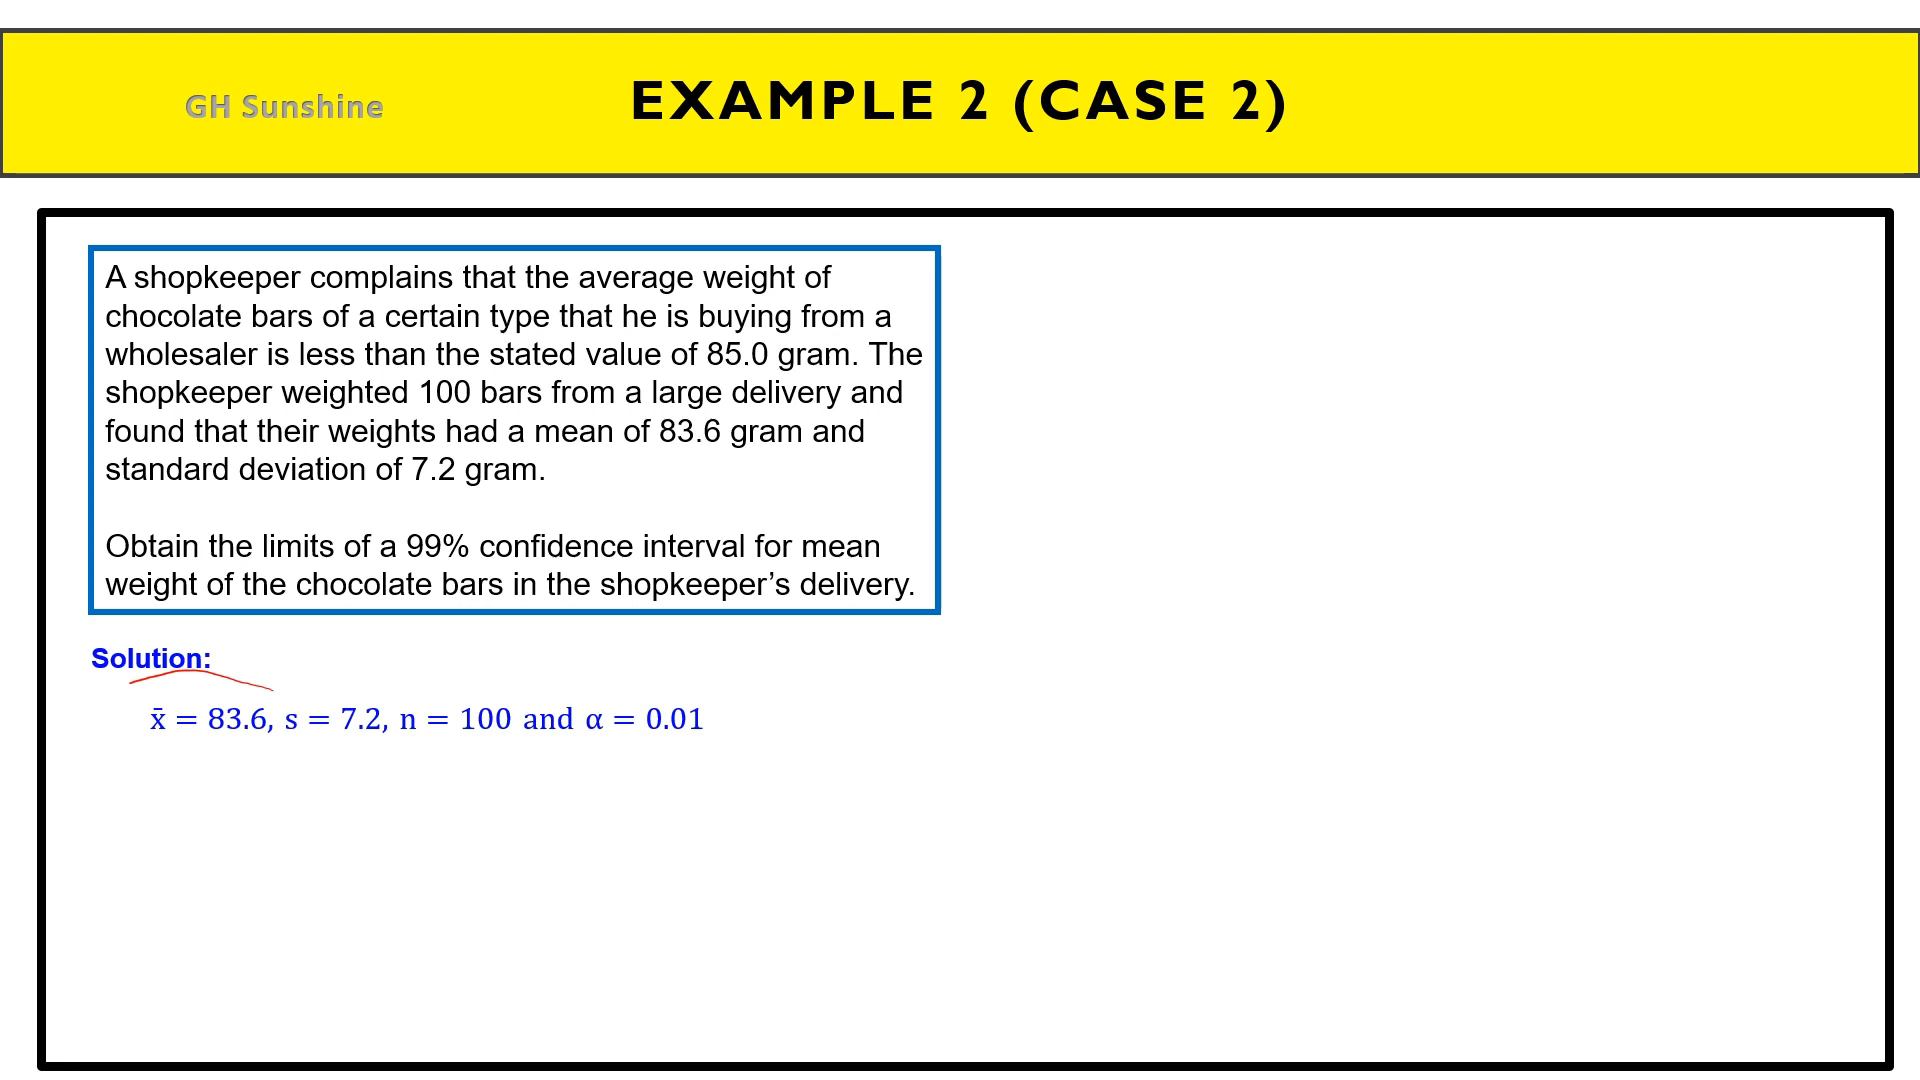 GH Sunshine
EXAMPLE 2 (CASE 2)
A shopkeeper complains that the average weight of
chocolate bars of a certain type that he is buying from a
wholesaler is less than the stated value of 85.0 gram. The
shopkeeper weighted 100 bars from a large delivery and
found that their weights had a mean of 83.6 gram and
standard deviation of 7.2 gram.
Obtain the limits of a 99% confidence interval for mean
weight of the chocolate bars in the shopkeeper’s delivery.
Solution:
x̄ = 83.6, s = 7.2, n = 100 and α = 0.01